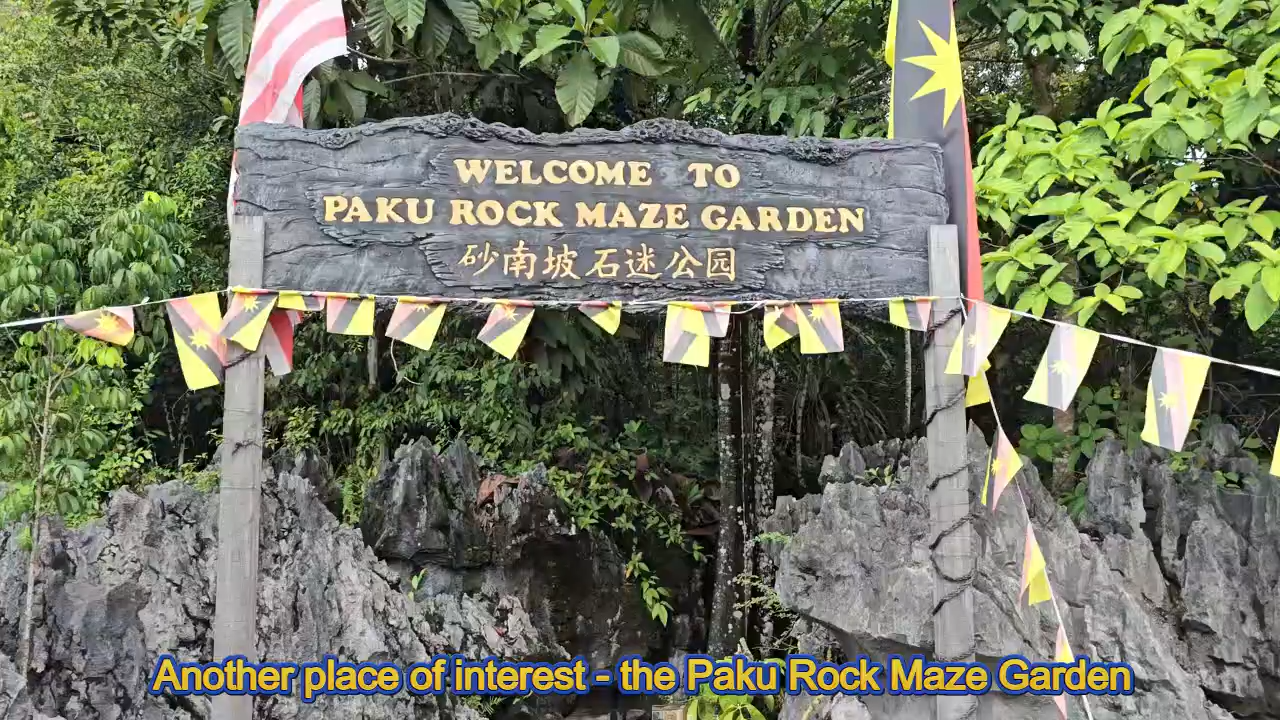 WELCOME TO
PAKU ROCK MAZE GARDEN
砂南坡石迷公园
Another place of interest - the Paku Rock Maze Garden